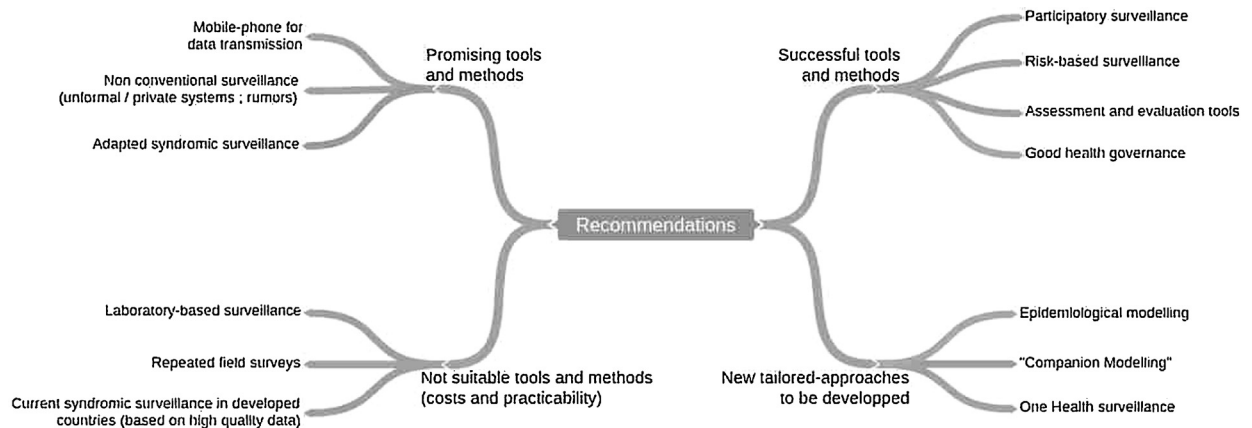 Mobile-phone for
data transmission
Non conventional surveillance
(unformal / private systems ; rumors)
Adapted syndromic surveillance
Promising tools
and methods
Successful tools
and methods
Participatory surveillance
Risk-based surveillance
Assessment and evaluation tools
Good health governance
Recommendations
Laboratory-based surveillance
Repeated field surveys
Current syndromic surveillance in developed
countries (based on high quality data)
Not suitable tools and methods
(costs and practicability)
New tailored-approaches
to be developped
Epidemiological modelling
"Companion Modelling"
One Health surveillance